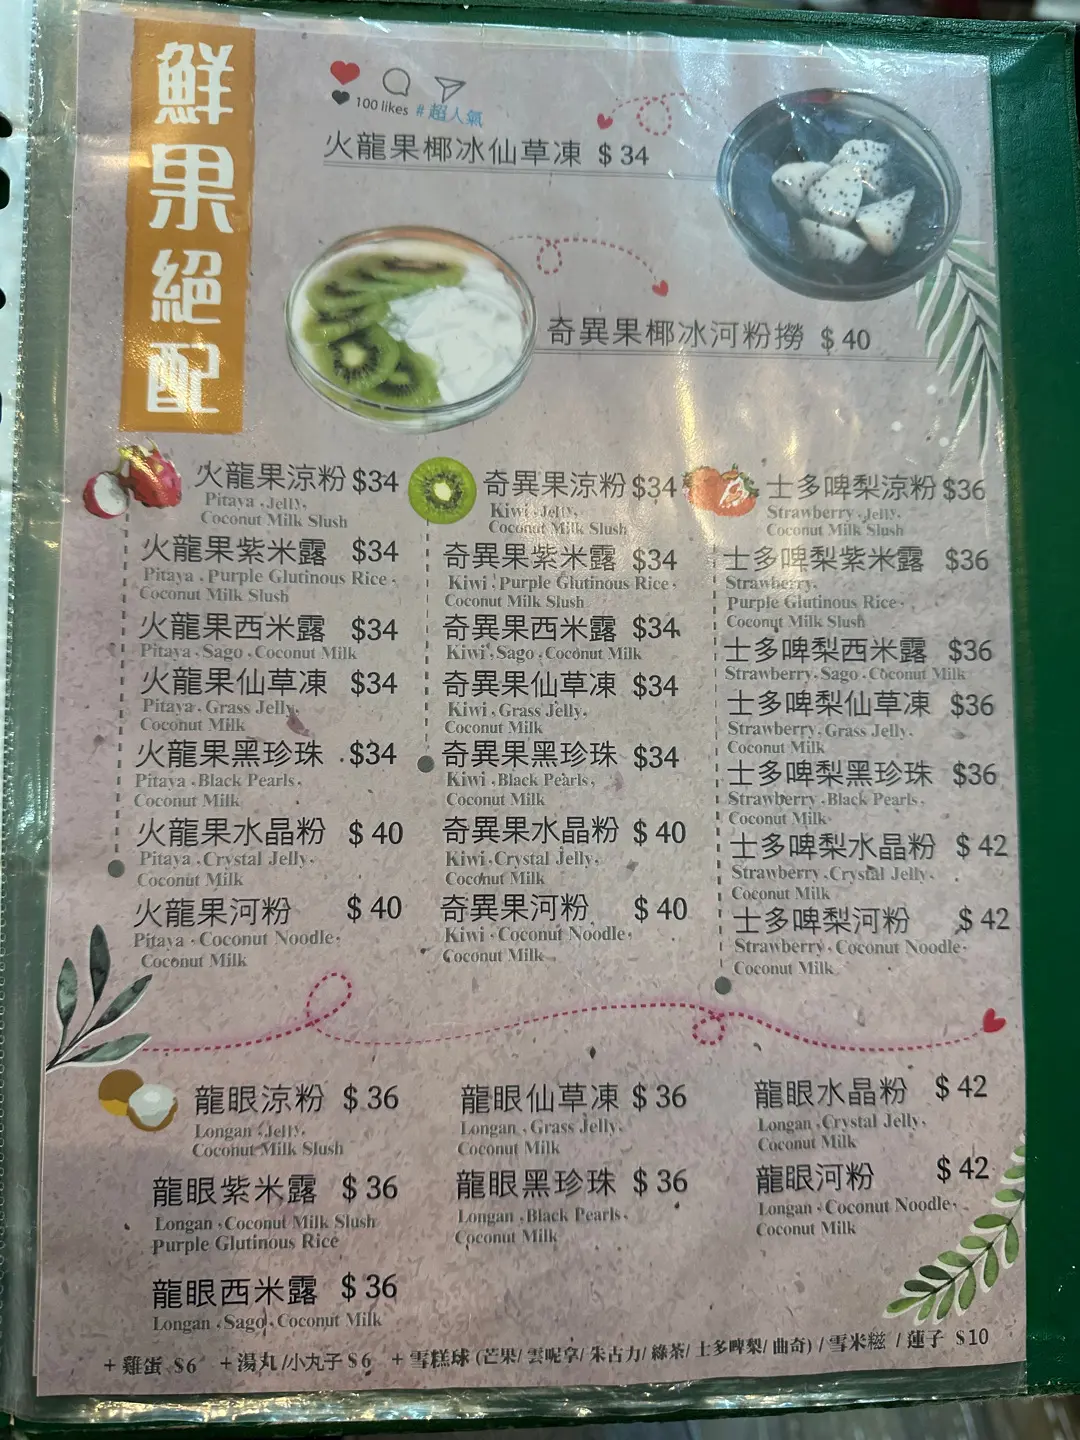 鮮果絕配
100 likes #超人氣
火龍果椰冰仙草凍 $34
奇異果椰冰河粉撈 $40
火龍果涼粉 $34
Pitaya, Jelly,
Coconut Milk Slush
火龍果紫米露 $34
Pitaya, Purple Glutinous Rice,
Coconut Milk Slush
火龍果西米露 $34
Pitaya, Sago, Coconut Milk
火龍果仙草凍 $34
Pitaya, Grass Jelly,
Coconut Milk
火龍果黑珍珠 $34
Pitaya, Black Pearls,
Coconut Milk
火龍果水晶粉 $40
Pitaya, Crystal Jelly,
Coconut Milk
火龍果河粉 $40
Pitaya, Coconut Noodle,
Coconut Milk
奇異果涼粉 $34
Kiwi, Jelly,
Coconut Milk Slush
奇異果紫米露 $34
Kiwi, Purple Glutinous Rice,
Coconut Milk Slush
奇異果西米露 $34
Kiwi, Sago, Coconut Milk
奇異果仙草凍 $34
Kiwi, Grass Jelly,
Coconut Milk
奇異果黑珍珠 $34
Kiwi, Black Pearls,
Coconut Milk
奇異果水晶粉 $40
Kiwi, Crystal Jelly,
Coconut Milk
奇異果河粉 $40
Kiwi, Coconut Noodle,
Coconut Milk
士多啤梨涼粉 $36
Strawberry, Jelly,
Coconut Milk Slush
士多啤梨紫米露 $36
Strawberry,
Purple Glutinous Rice,
Coconut Milk Slush
士多啤梨西米露 $36
Strawberry, Sago, Coconut Milk
士多啤梨仙草凍 $36
Strawberry, Grass Jelly,
Coconut Milk
士多啤梨黑珍珠 $36
Strawberry, Black Pearls,
Coconut Milk
士多啤梨水晶粉 $42
Strawberry, Crystal Jelly,
Coconut Milk
士多啤梨河粉 $42
Strawberry, Coconut Noodle,
Coconut Milk
龍眼涼粉 $36
Longan, Jelly,
Coconut Milk Slush
龍眼紫米露 $36
Longan, Coconut Milk Slush
Purple Glutinous Rice
龍眼西米露 $36
Longan, Sago, Coconut Milk
龍眼仙草凍 $36
Longan, Grass Jelly,
Coconut Milk
龍眼黑珍珠 $36
Longan, Black Pearls,
Coconut Milk
龍眼水晶粉 $42
Longan, Crystal Jelly,
Coconut Milk
龍眼河粉 $42
Longan, Coconut Noodle,
Coconut Milk
+雞蛋 $6 +湯丸/小丸子 $6 +雪糕球(芒果/雲呢拿/朱古力/綠茶/士多啤梨/曲奇)/雪米糍/蓮子 $10